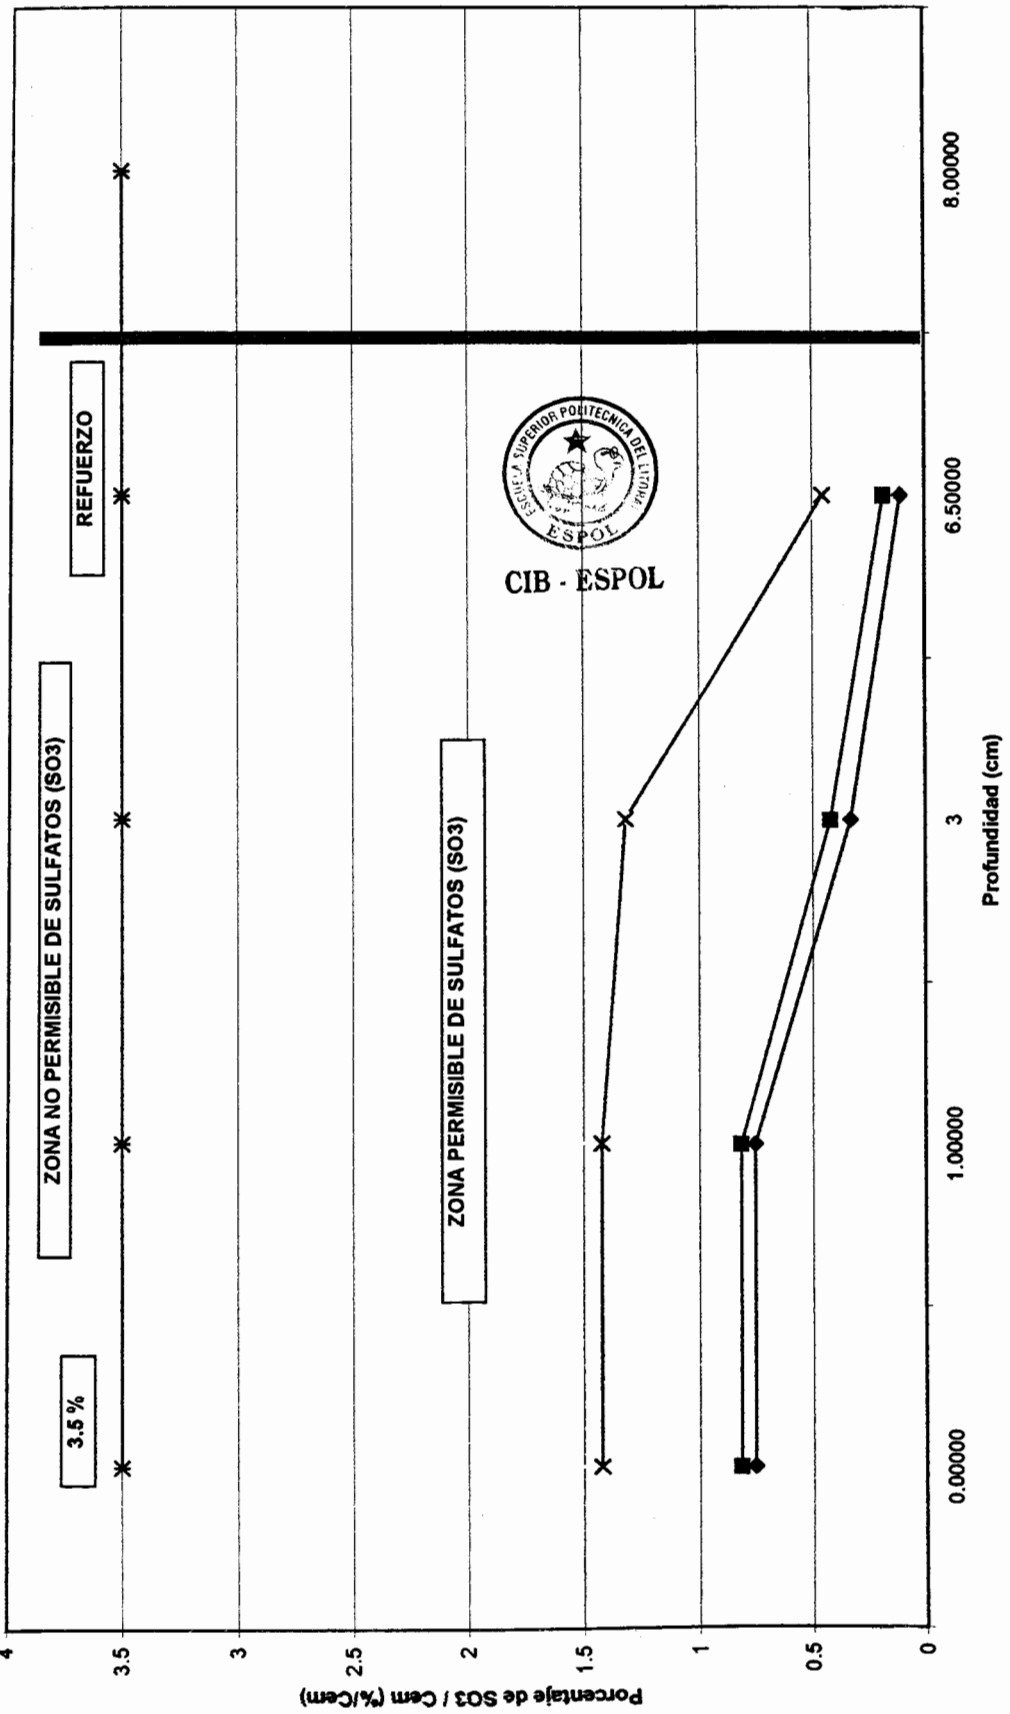 4
3.5
3
2.5
2
1.5
1
0.5
0
Porcentaje de SO3 / Cem (%/Cem)
3.5 %
ZONA NO PERMISIBLE DE SULFATOS (SO3)
REFUERZO
ZONA PERMISIBLE DE SULFATOS (SO3)
ESCUELA SUPERIOR POLITECNICA DEL LITORAL
ESPOL
CIB - ESPOL
0.00000
1.00000
3
6.50000
8.00000
Profundidad (cm)